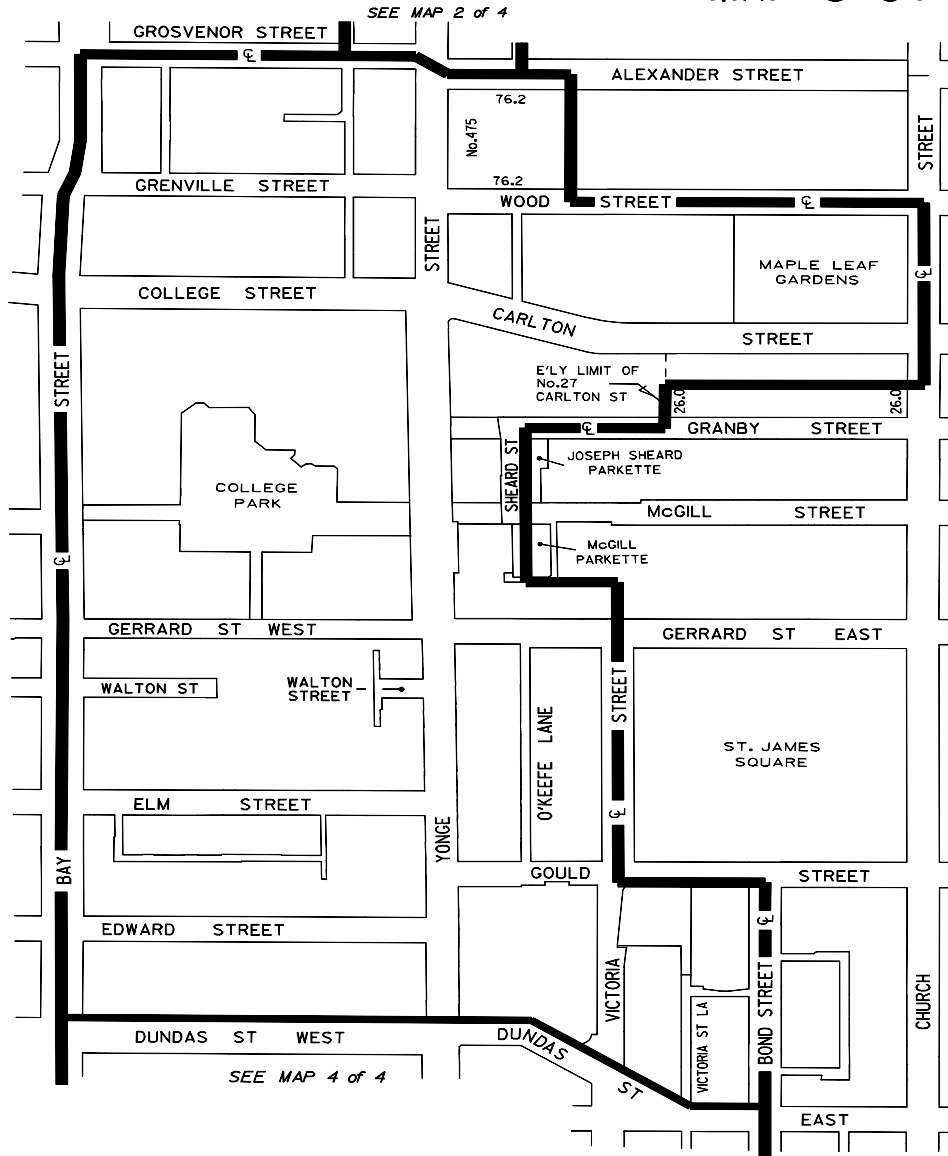 SEE MAP 2 of 4
GROSVENOR STREET
℄
ALEXANDER STREET
76.2
No.475
STREET
76.2
GRENVILLE STREET
WOOD STREET
℄
STREET
MAPLE LEAF
GARDENS
℄
COLLEGE STREET
CARLTON
STREET
STREET
E'LY LIMIT OF
No.27
CARLTON ST
26.0
26.0
℄
GRANBY STREET
SHEARD ST
JOSEPH SHEARD
PARKETTE
COLLEGE
PARK
McGILL STREET
McGILL
PARKETTE
℄
GERRARD ST WEST
GERRARD ST EAST
WALTON ST
WALTON
STREET
STREET
O'KEEFE LANE
ST. JAMES
SQUARE
ELM STREET
℄
YONGE
BAY
GOULD
STREET
℄
EDWARD STREET
VICTORIA
BOND STREET
VICTORIA ST LA
CHURCH
DUNDAS ST WEST
DUNDAS
ST
SEE MAP 4 of 4
EAST